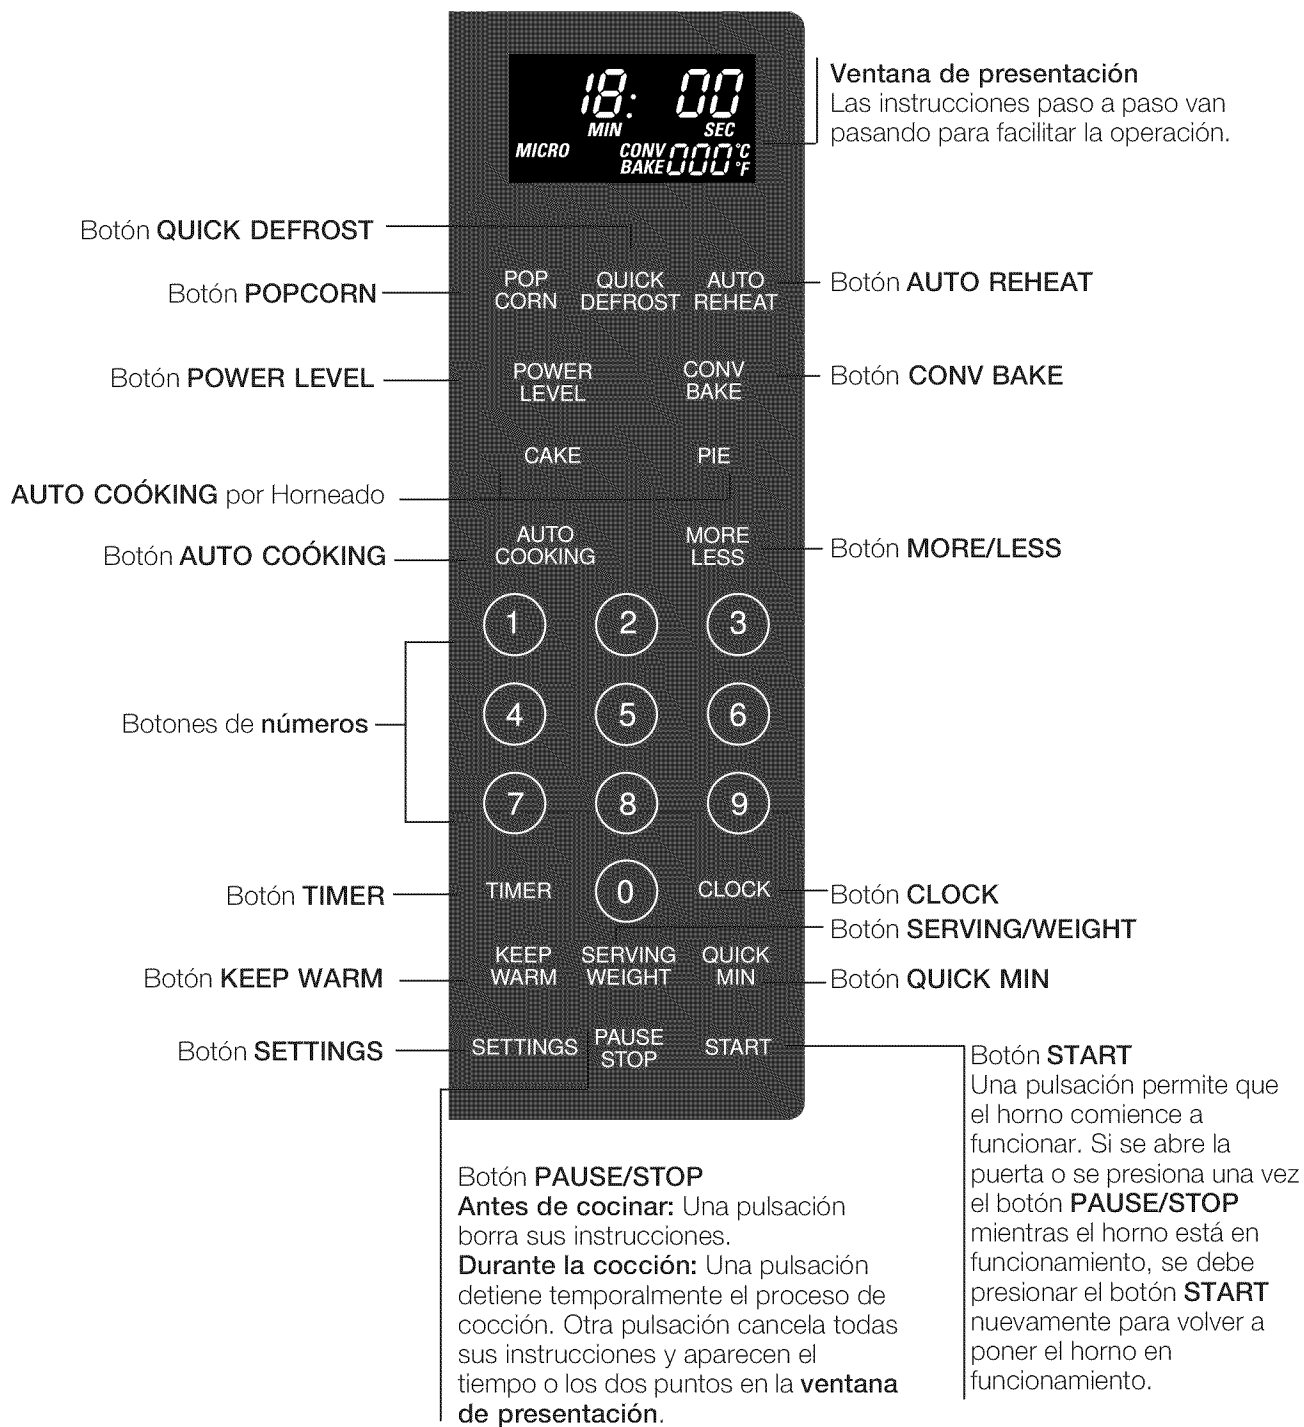 18: 00
MIN SEC
MICRO CONV BAKE 000 °C °F
Ventana de presentación
Las instrucciones paso a paso van
pasando para facilitar la operación.
Botón QUICK DEFROST
Botón POPCORN
POP
CORN
QUICK
DEFROST
AUTO
REHEAT
Botón AUTO REHEAT
Botón POWER LEVEL
POWER
LEVEL
CONV
BAKE
Botón CONV BAKE
CAKE
PIE
AUTO COÓKING por Horneado
Botón AUTO COÓKING
AUTO
COOKING
MORE
LESS
Botón MORE/LESS
1 2 3
4 5 6
Botones de números
7 8 9
Botón TIMER
TIMER
0
CLOCK
Botón CLOCK
Botón SERVING/WEIGHT
Botón KEEP WARM
KEEP
WARM
SERVING
WEIGHT
QUICK
MIN
Botón QUICK MIN
Botón SETTINGS
SETTINGS
PAUSE
STOP
START
Botón START
Una pulsación permite que
el horno comience a
funcionar. Si se abre la
puerta o se presiona una vez
el botón PAUSE/STOP
mientras el horno está en
funcionamiento, se debe
presionar el botón START
nuevamente para volver a
poner el horno en
funcionamiento.
Botón PAUSE/STOP
Antes de cocinar: Una pulsación
borra sus instrucciones.
Durante la cocción: Una pulsación
detiene temporalmente el proceso de
cocción. Otra pulsación cancela todas
sus instrucciones y aparecen el
tiempo o los dos puntos en la ventana
de presentación.